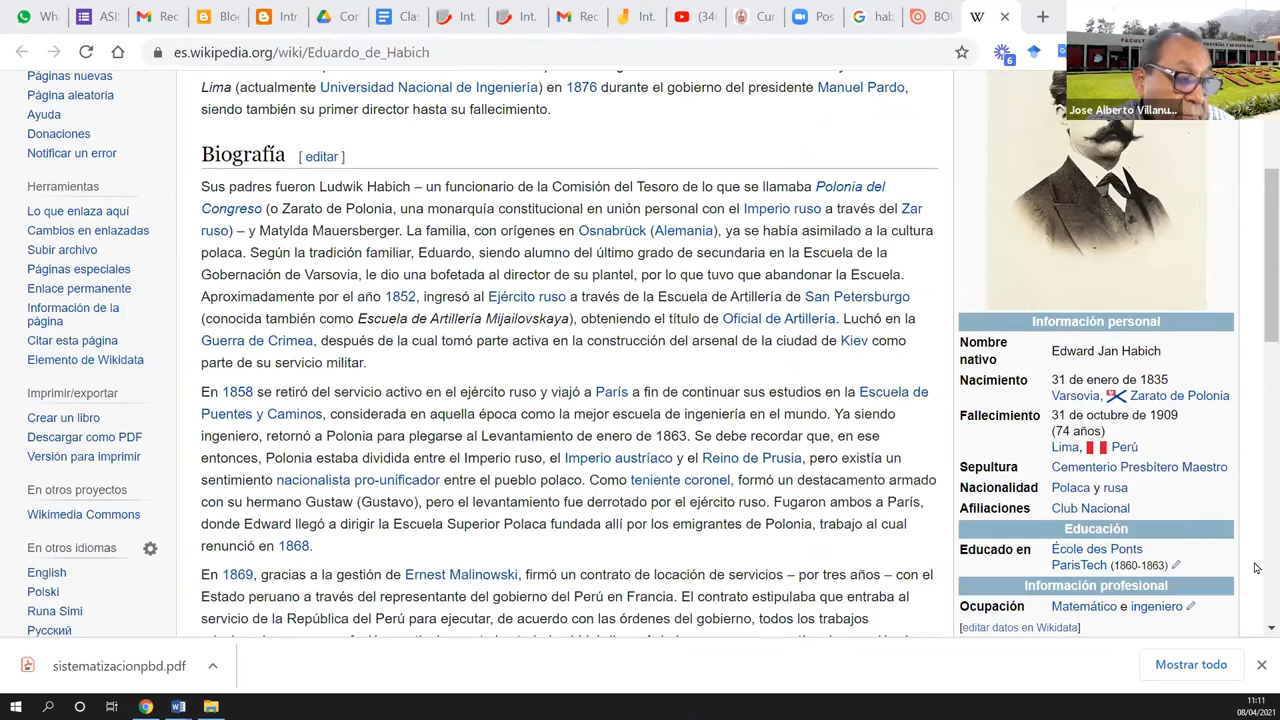 Wh
ASI
Rec
Blo
Intr
Cor
Cla
Int.
Int.
Rec
Int.
(34
Cur
Pos
hab
BOI
W
es.wikipedia.org/wiki/Eduardo_de_Habich
6
FACUL
Jose Alberto Villanu...
Páginas nuevas
Página aleatoria
Ayuda
Donaciones
Notificar un error
Herramientas
Lo que enlaza aquí
Cambios en enlazadas
Subir archivo
Páginas especiales
Enlace permanente
Información de la
página
Citar esta página
Elemento de Wikidata
Imprimir/exportar
Crear un libro
Descargar como PDF
Versión para imprimir
En otros proyectos
Wikimedia Commons
En otros idiomas
English
Polski
Runa Simi
Русский
Lima (actualmente Universidad Nacional de Ingeniería) en 1876 durante el gobierno del presidente Manuel Pardo,
siendo también su primer director hasta su fallecimiento.
Biografía [ editar ]
Sus padres fueron Ludwik Habich – un funcionario de la Comisión del Tesoro de lo que se llamaba Polonia del
Congreso (o Zarato de Polonia, una monarquía constitucional en unión personal con el Imperio ruso a través del Zar
ruso) – y Matylda Mauersberger. La familia, con orígenes en Osnabrück (Alemania), ya se había asimilado a la cultura
polaca. Según la tradición familiar, Eduardo, siendo alumno del último grado de secundaria en la Escuela de la
Gobernación de Varsovia, le dio una bofetada al director de su plantel, por lo que tuvo que abandonar la Escuela.
Aproximadamente por el año 1852, ingresó al Ejército ruso a través de la Escuela de Artillería de San Petersburgo
(conocida también como Escuela de Artillería Mijailovskaya), obteniendo el título de Oficial de Artillería. Luchó en la
Guerra de Crimea, después de la cual tomó parte activa en la construcción del arsenal de la ciudad de Kiev como
parte de su servicio militar.
En 1858 se retiró del servicio activo en el ejército ruso y viajó a París a fin de continuar sus estudios en la Escuela de
Puentes y Caminos, considerada en aquella época como la mejor escuela de ingeniería en el mundo. Ya siendo
ingeniero, retornó a Polonia para plegarse al Levantamiento de enero de 1863. Se debe recordar que, en ese
entonces, Polonia estaba dividida entre el Imperio ruso, el Imperio austríaco y el Reino de Prusia, pero existía un
sentimiento nacionalista pro-unificador entre el pueblo polaco. Como teniente coronel, formó un destacamento armado
con su hermano Gustaw (Gustavo), pero el levantamiento fue derrotado por el ejército ruso. Fugaron ambos a París,
donde Edward llegó a dirigir la Escuela Superior Polaca fundada allí por los emigrantes de Polonia, trabajo al cual
renunció en 1868.
En 1869, gracias a la gestión de Ernest Malinowski, firmó un contrato de locación de servicios – por tres años – con el
Estado peruano a través del representante del gobierno del Perú en Francia. El contrato estipulaba que entraba al
servicio de la República del Perú para ejecutar, de acuerdo con las órdenes del gobierno, todos los trabajos
Información personal
Nombre nativo Edward Jan Habich
Nacimiento 31 de enero de 1835
Varsovia, Zarato de Polonia
Fallecimiento 31 de octubre de 1909
(74 años)
Lima, Perú
Sepultura Cementerio Presbítero Maestro
Nacionalidad Polaca y rusa
Afiliaciones Club Nacional
Educación
Educado en École des Ponts
ParisTech (1860-1863)
Información profesional
Ocupación Matemático e ingeniero
[editar datos en Wikidata]
sistematizacionpbd.pdf
Mostrar todo
11:11
08/04/2021